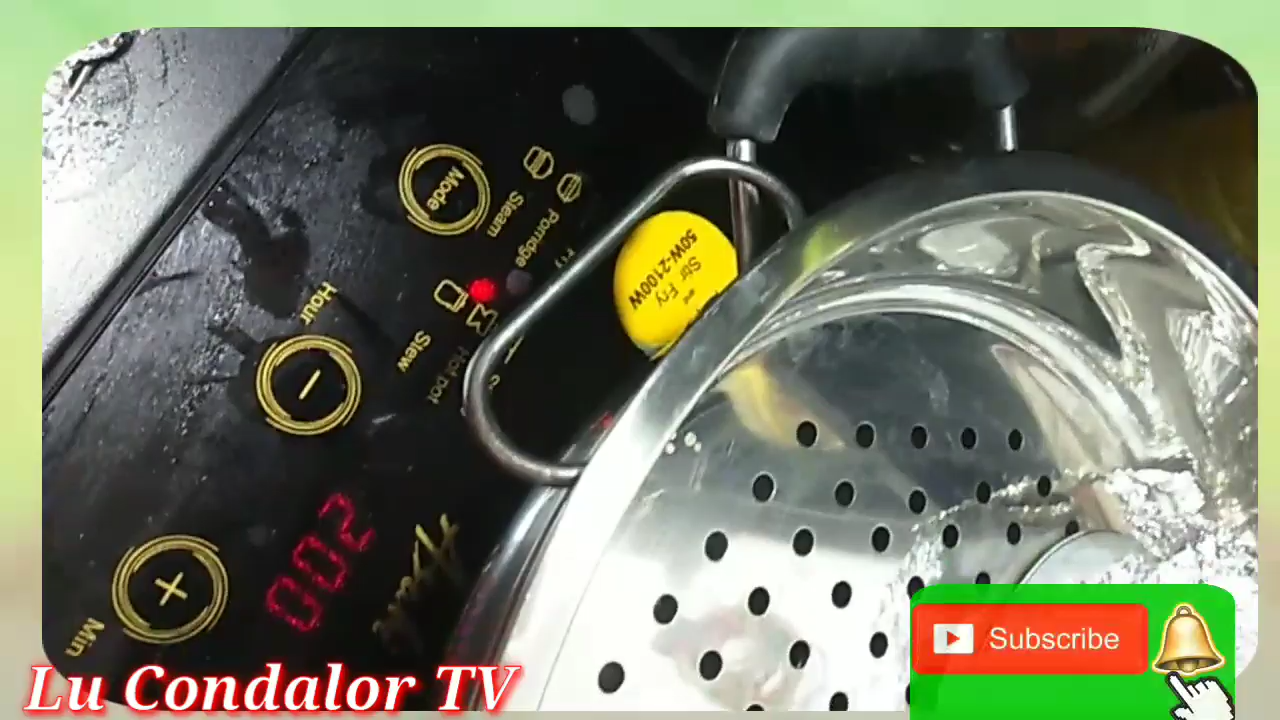 Mode
Steam
Porridge
Fry
Stew
Hot pot
Hour
−
+
Min
002
Stir Fry
50W-2100W
Lu Condalor TV
Subscribe